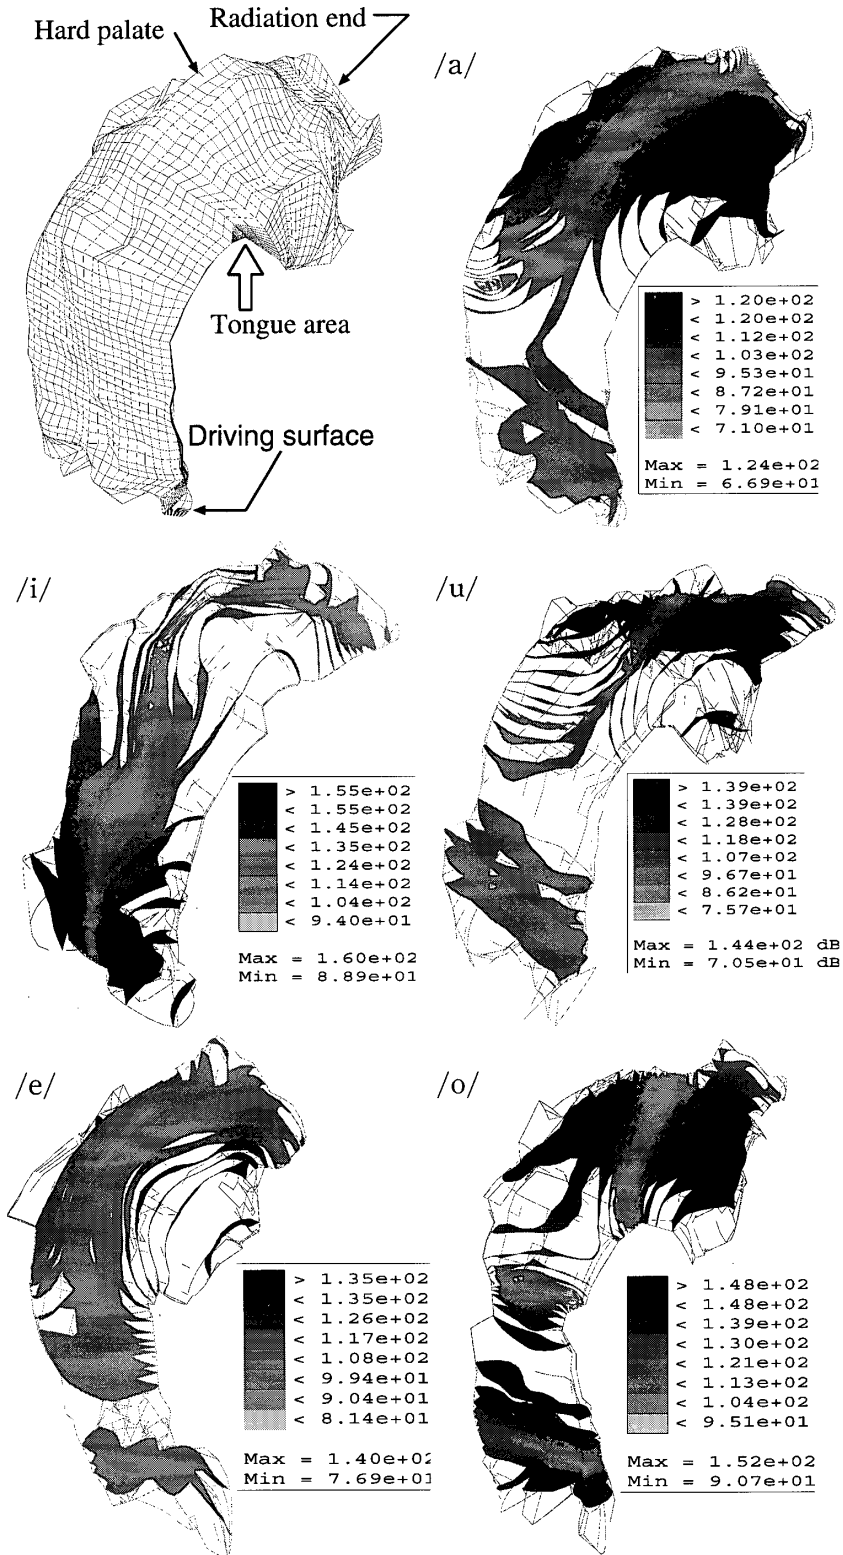 Radiation end
Hard palate
Tongue area
Driving surface
/a/
> 1.20e+02
< 1.20e+02
< 1.12e+02
< 1.03e+02
< 9.53e+01
< 8.72e+01
< 7.91e+01
< 7.10e+01
Max = 1.24e+02
Min = 6.69e+01
/i/
> 1.55e+02
< 1.55e+02
< 1.45e+02
< 1.35e+02
< 1.24e+02
< 1.14e+02
< 1.04e+02
< 9.40e+01
Max = 1.60e+02
Min = 8.89e+01
/u/
> 1.39e+02
< 1.39e+02
< 1.28e+02
< 1.18e+02
< 1.07e+02
< 9.67e+01
< 8.62e+01
< 7.57e+01
Max = 1.44e+02 dB
Min = 7.05e+01 dB
/e/
> 1.35e+02
< 1.35e+02
< 1.26e+02
< 1.17e+02
< 1.08e+02
< 9.94e+01
< 9.04e+01
< 8.14e+01
Max = 1.40e+02
Min = 7.69e+01
/o/
> 1.48e+02
< 1.48e+02
< 1.39e+02
< 1.30e+02
< 1.21e+02
< 1.13e+02
< 1.04e+02
< 9.51e+01
Max = 1.52e+02
Min = 9.07e+01